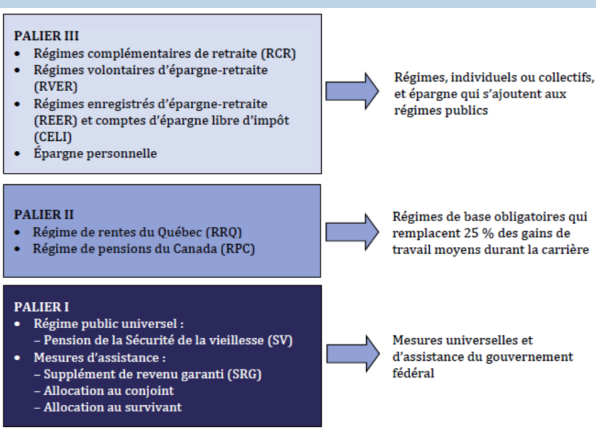 PALIER III
• Régimes complémentaires de retraite (RCR)
• Régimes volontaires d'épargne-retraite
(RVER)
• Régimes enregistrés d'épargne-retraite
(REER) et comptes d'épargne libre d'impôt
(CELI)
• Épargne personnelle
Régimes, individuels ou collectifs,
et épargne qui s'ajoutent aux
régimes publics
PALIER II
• Régime de rentes du Québec (RRQ)
• Régime de pensions du Canada (RPC)
Régimes de base obligatoires qui
remplacent 25 % des gains de
travail moyens durant la carrière
PALIER I
• Régime public universel :
– Pension de la Sécurité de la vieillesse (SV)
• Mesures d'assistance :
– Supplément de revenu garanti (SRG)
– Allocation au conjoint
– Allocation au survivant
Mesures universelles et
d'assistance du gouvernement
fédéral